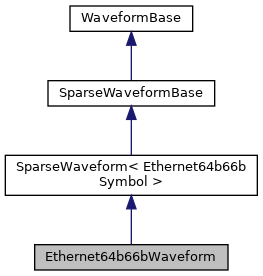 WaveformBase
SparseWaveformBase
SparseWaveform< Ethernet64b66b
Symbol >
Ethernet64b66bWaveform